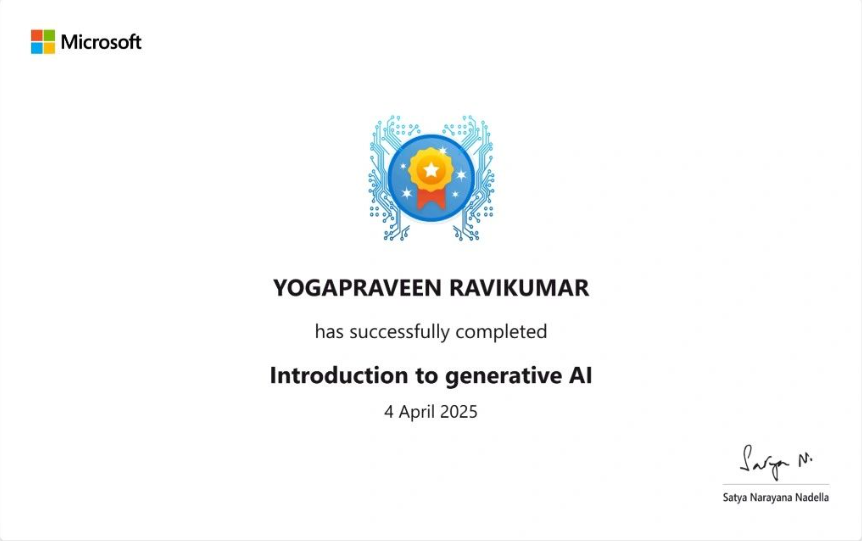 Microsoft
YOGAPRAVEEN RAVIKUMAR
has successfully completed
Introduction to generative AI
4 April 2025
Satya N.
Satya Narayana Nadella